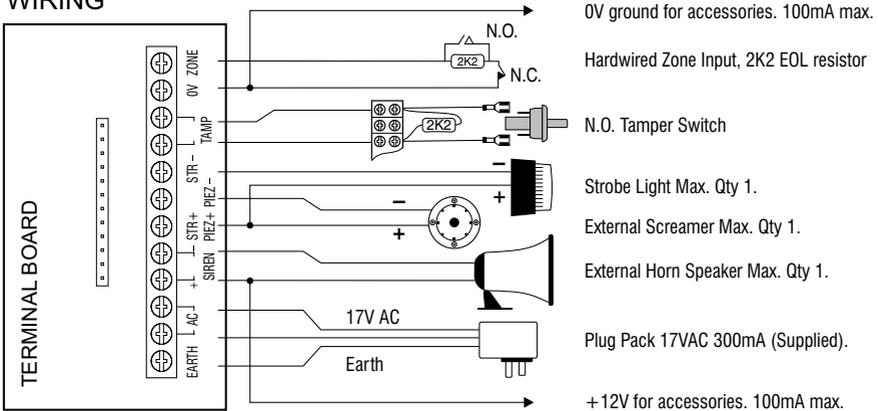 WIRING
0V ground for accessories. 100mA max.
N.O.
2K2
Hardwired Zone Input, 2K2 EOL resistor
N.C.
ZONE
0V
TAMP
2K2
N.O. Tamper Switch
STR-
PIEZ-
−
+
Strobe Light Max. Qty 1.
STR+
PIEZ+
−
+
External Screamer Max. Qty 1.
-
SIREN
+
External Horn Speaker Max. Qty 1.
AC
17V AC
Plug Pack 17VAC 300mA (Supplied).
EARTH
Earth
+12V for accessories. 100mA max.
TERMINAL BOARD